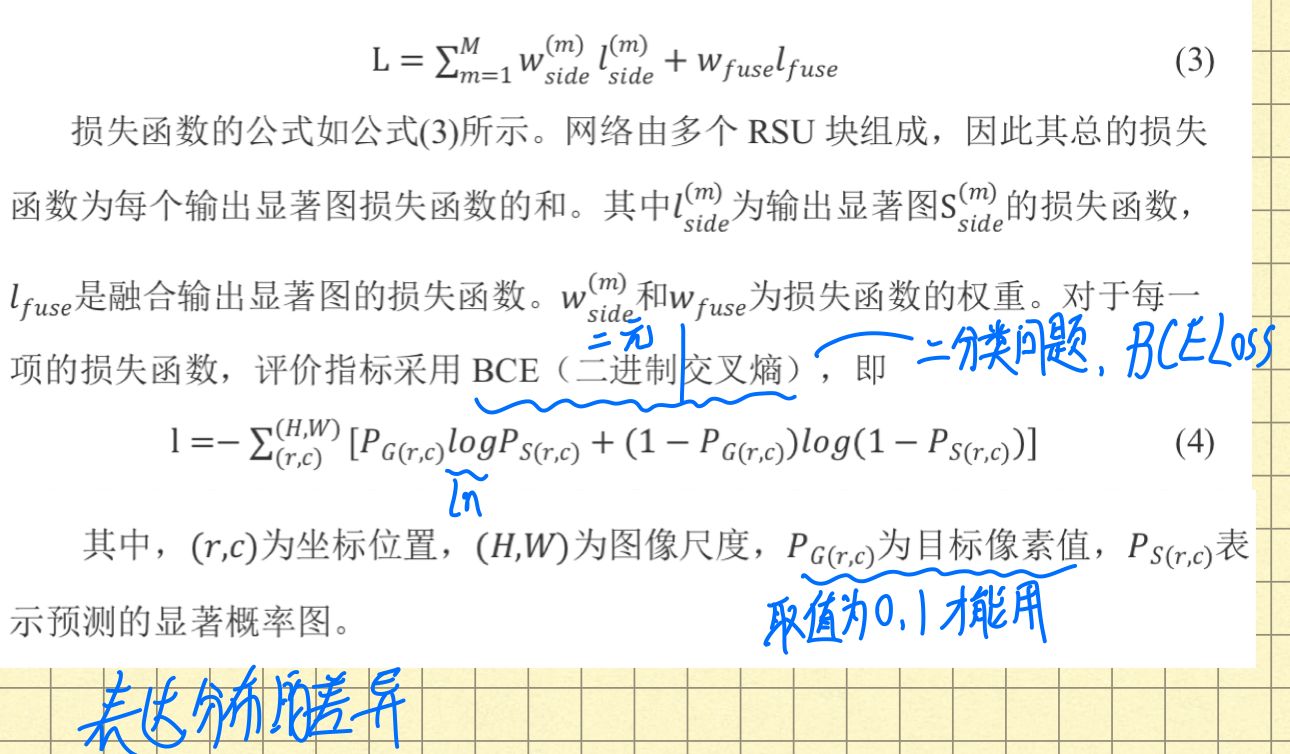 L = ∑_{m=1}^{M} w_{side}^{(m)} l_{side}^{(m)} + w_{fuse}l_{fuse} (3)
损失函数的公式如公式(3)所示。网络由多个 RSU 块组成，因此其总的损失
函数为每个输出显著图损失函数的和。其中l_{side}^{(m)}为输出显著图S_{side}^{(m)}的损失函数，
l_{fuse}是融合输出显著图的损失函数。w_{side}^{(m)}和w_{fuse}为损失函数的权重。对于每一
二元
项的损失函数，评价指标采用 BCE（二进制交叉熵），即
二分类问题，BCELoss
l =− ∑_{(r,c)}^{(H,W)} [P_{G(r,c)}logP_{S(r,c)} + (1 − P_{G(r,c)})log(1 − P_{S(r,c)})] (4)
ln
其中，(r,c)为坐标位置，(H,W)为图像尺度，P_{G(r,c)}为目标像素值，P_{S(r,c)}表
示预测的显著概率图。
取值为0,1才能用
表达分布的差异